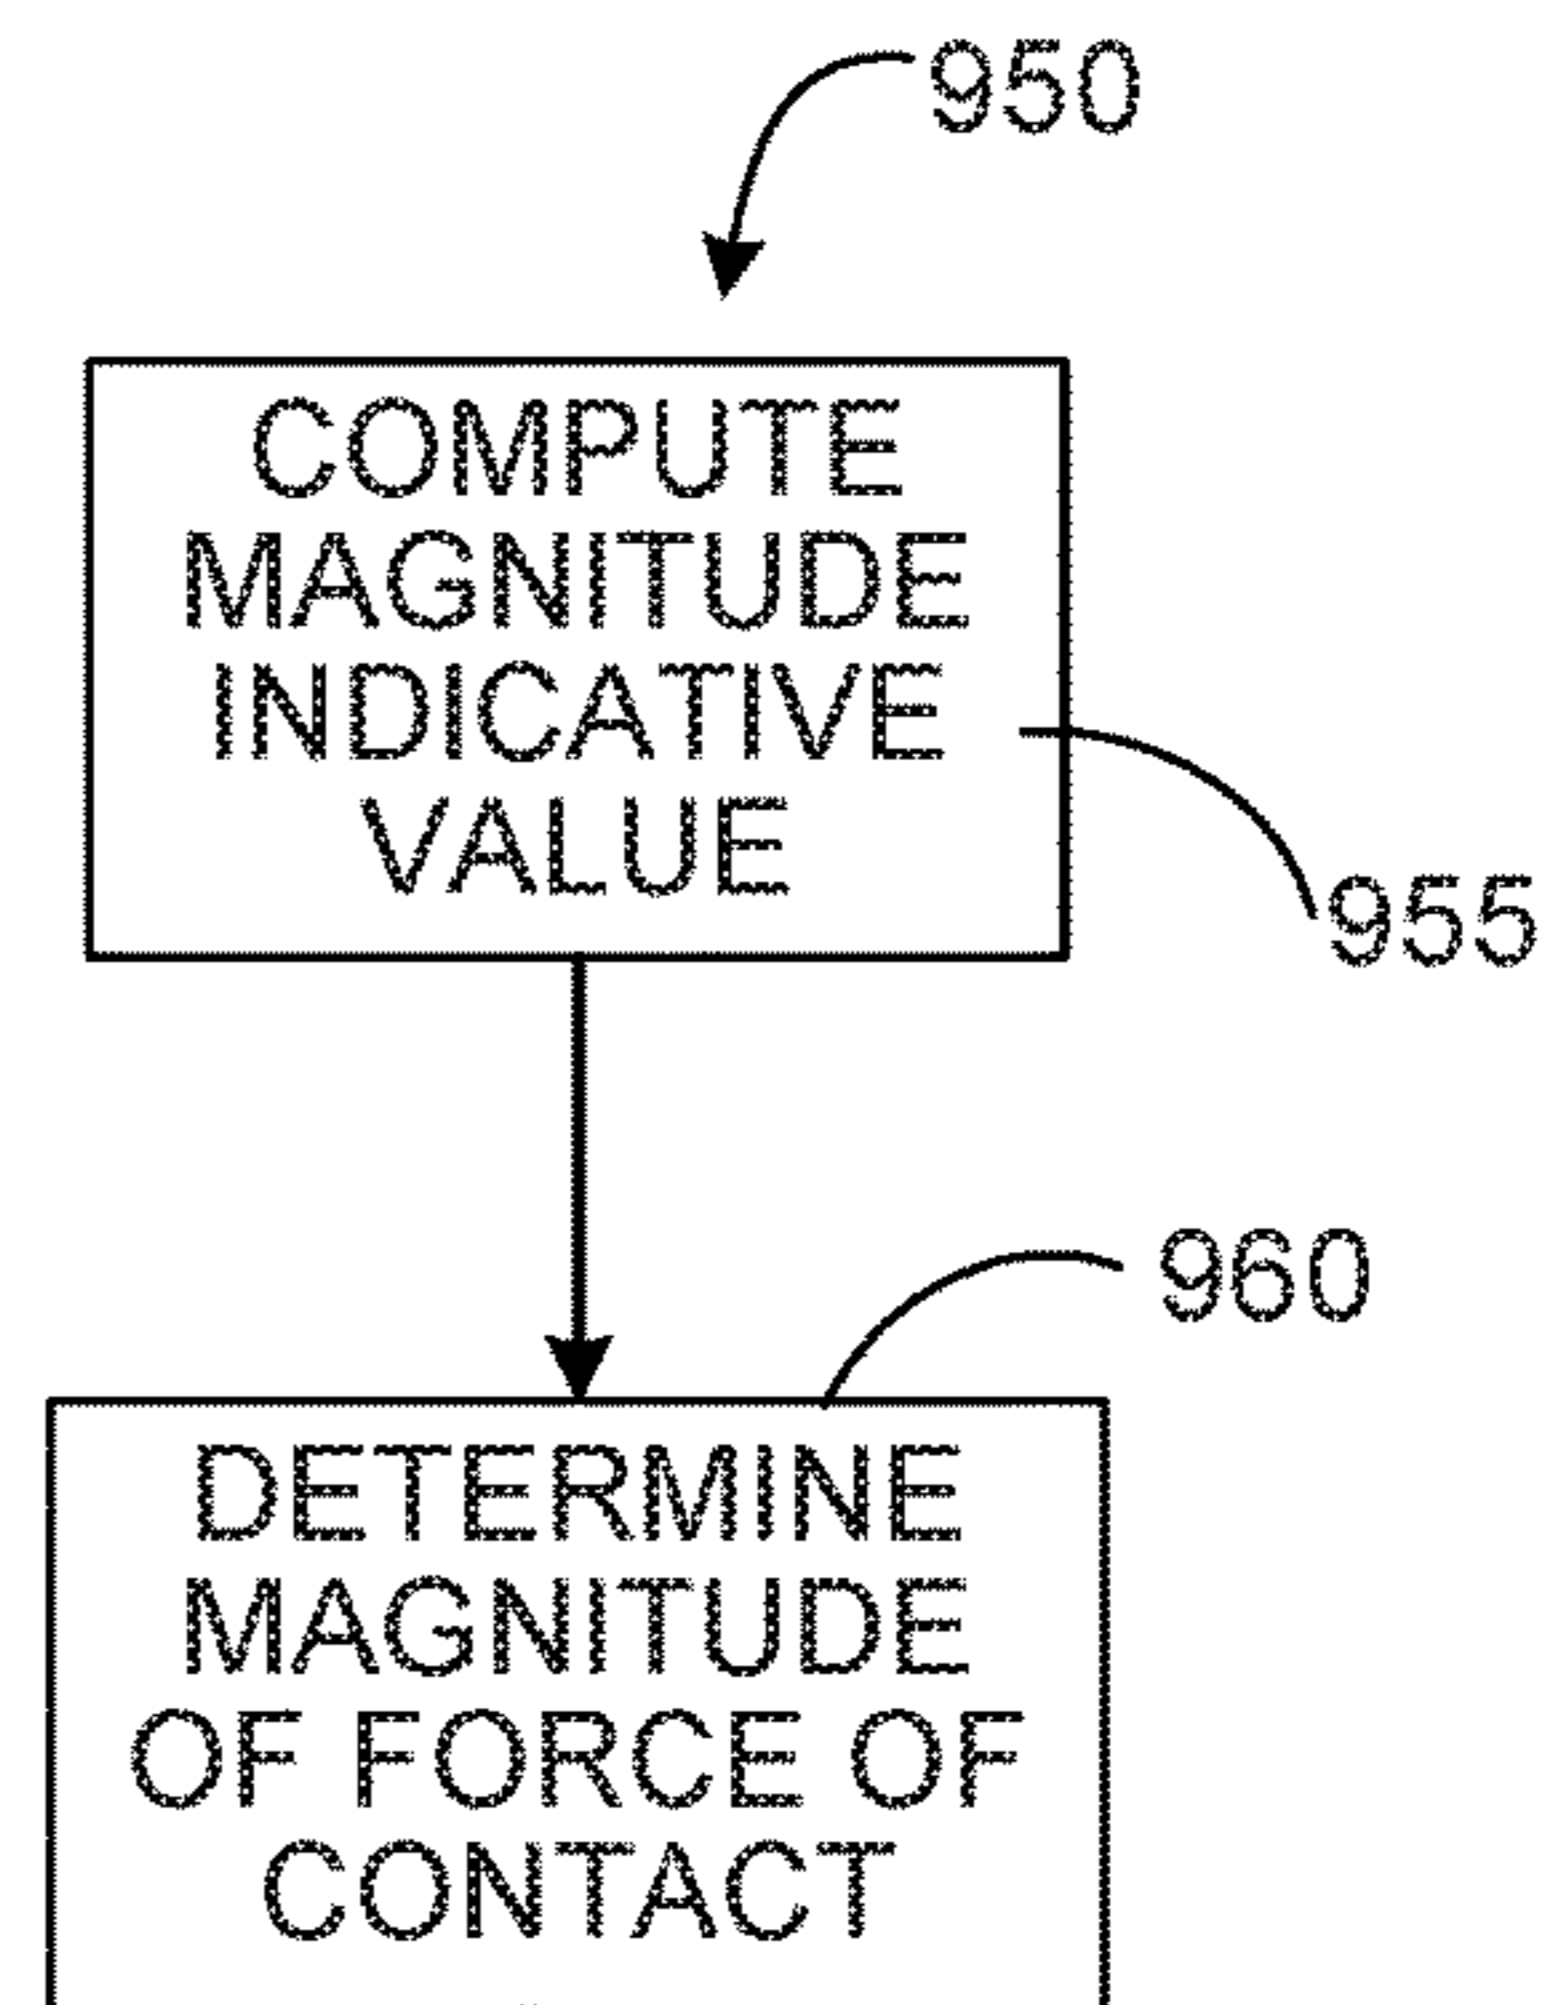 950
COMPUTE
MAGNITUDE
INDICATIVE
VALUE
955
960
DETERMINE
MAGNITUDE
OF FORCE OF
CONTACT